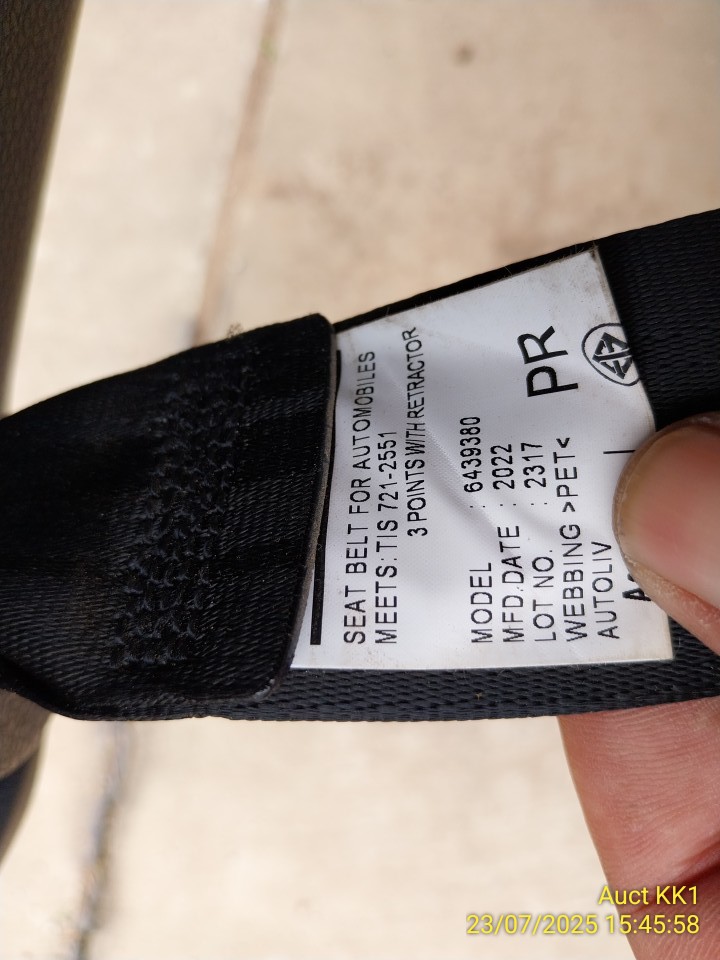 SEAT BELT FOR AUTOMOBILES
MEETS: TIS 721-2551
3 POINTS WITH RETRACTOR
MODEL : 6439380
MFD.DATE : 2022
LOT NO. : 2317
PR
WEBBING >PET<
AUTOLIV
Auct KK1
23/07/2025 15:45:58